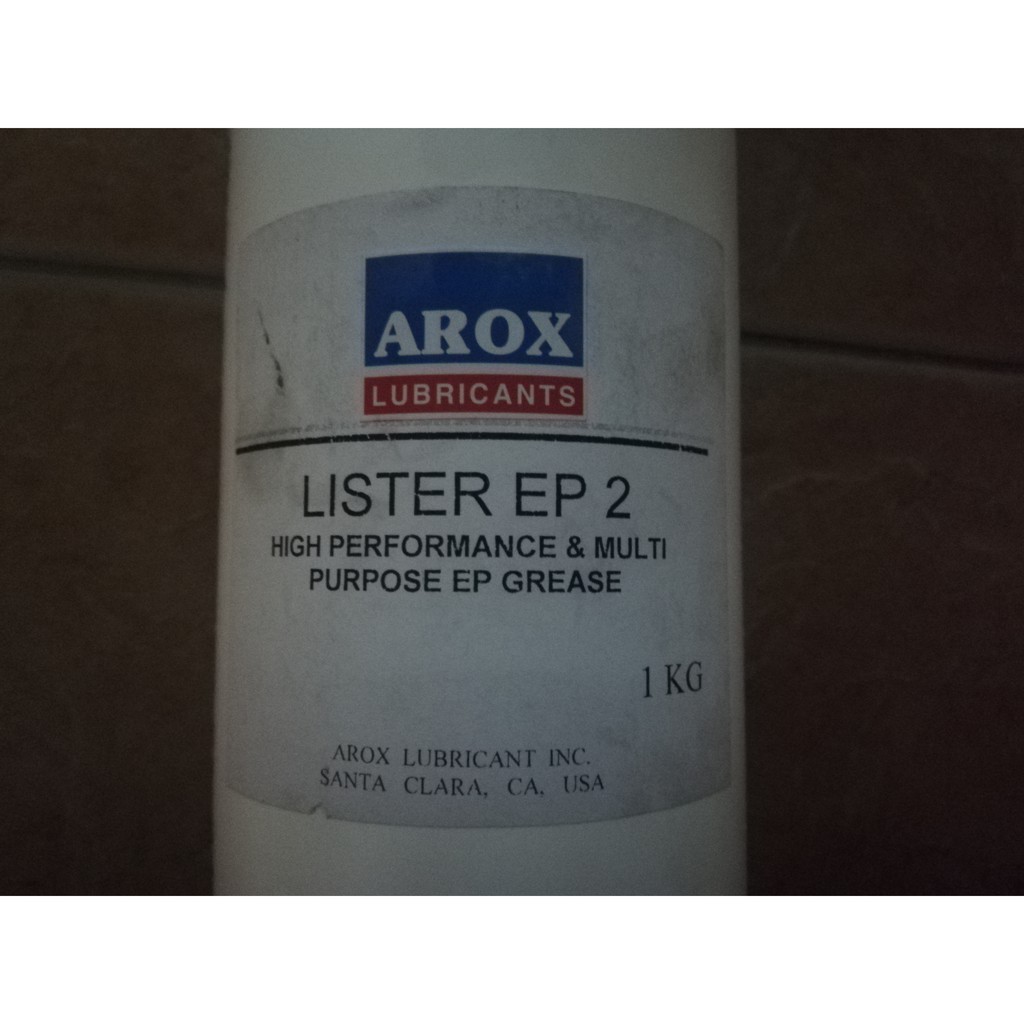 AROX
LUBRICANTS
LISTER EP 2
HIGH PERFORMANCE & MULTI
PURPOSE EP GREASE
1 KG
AROX LUBRICANT INC.
SANTA CLARA, CA, USA